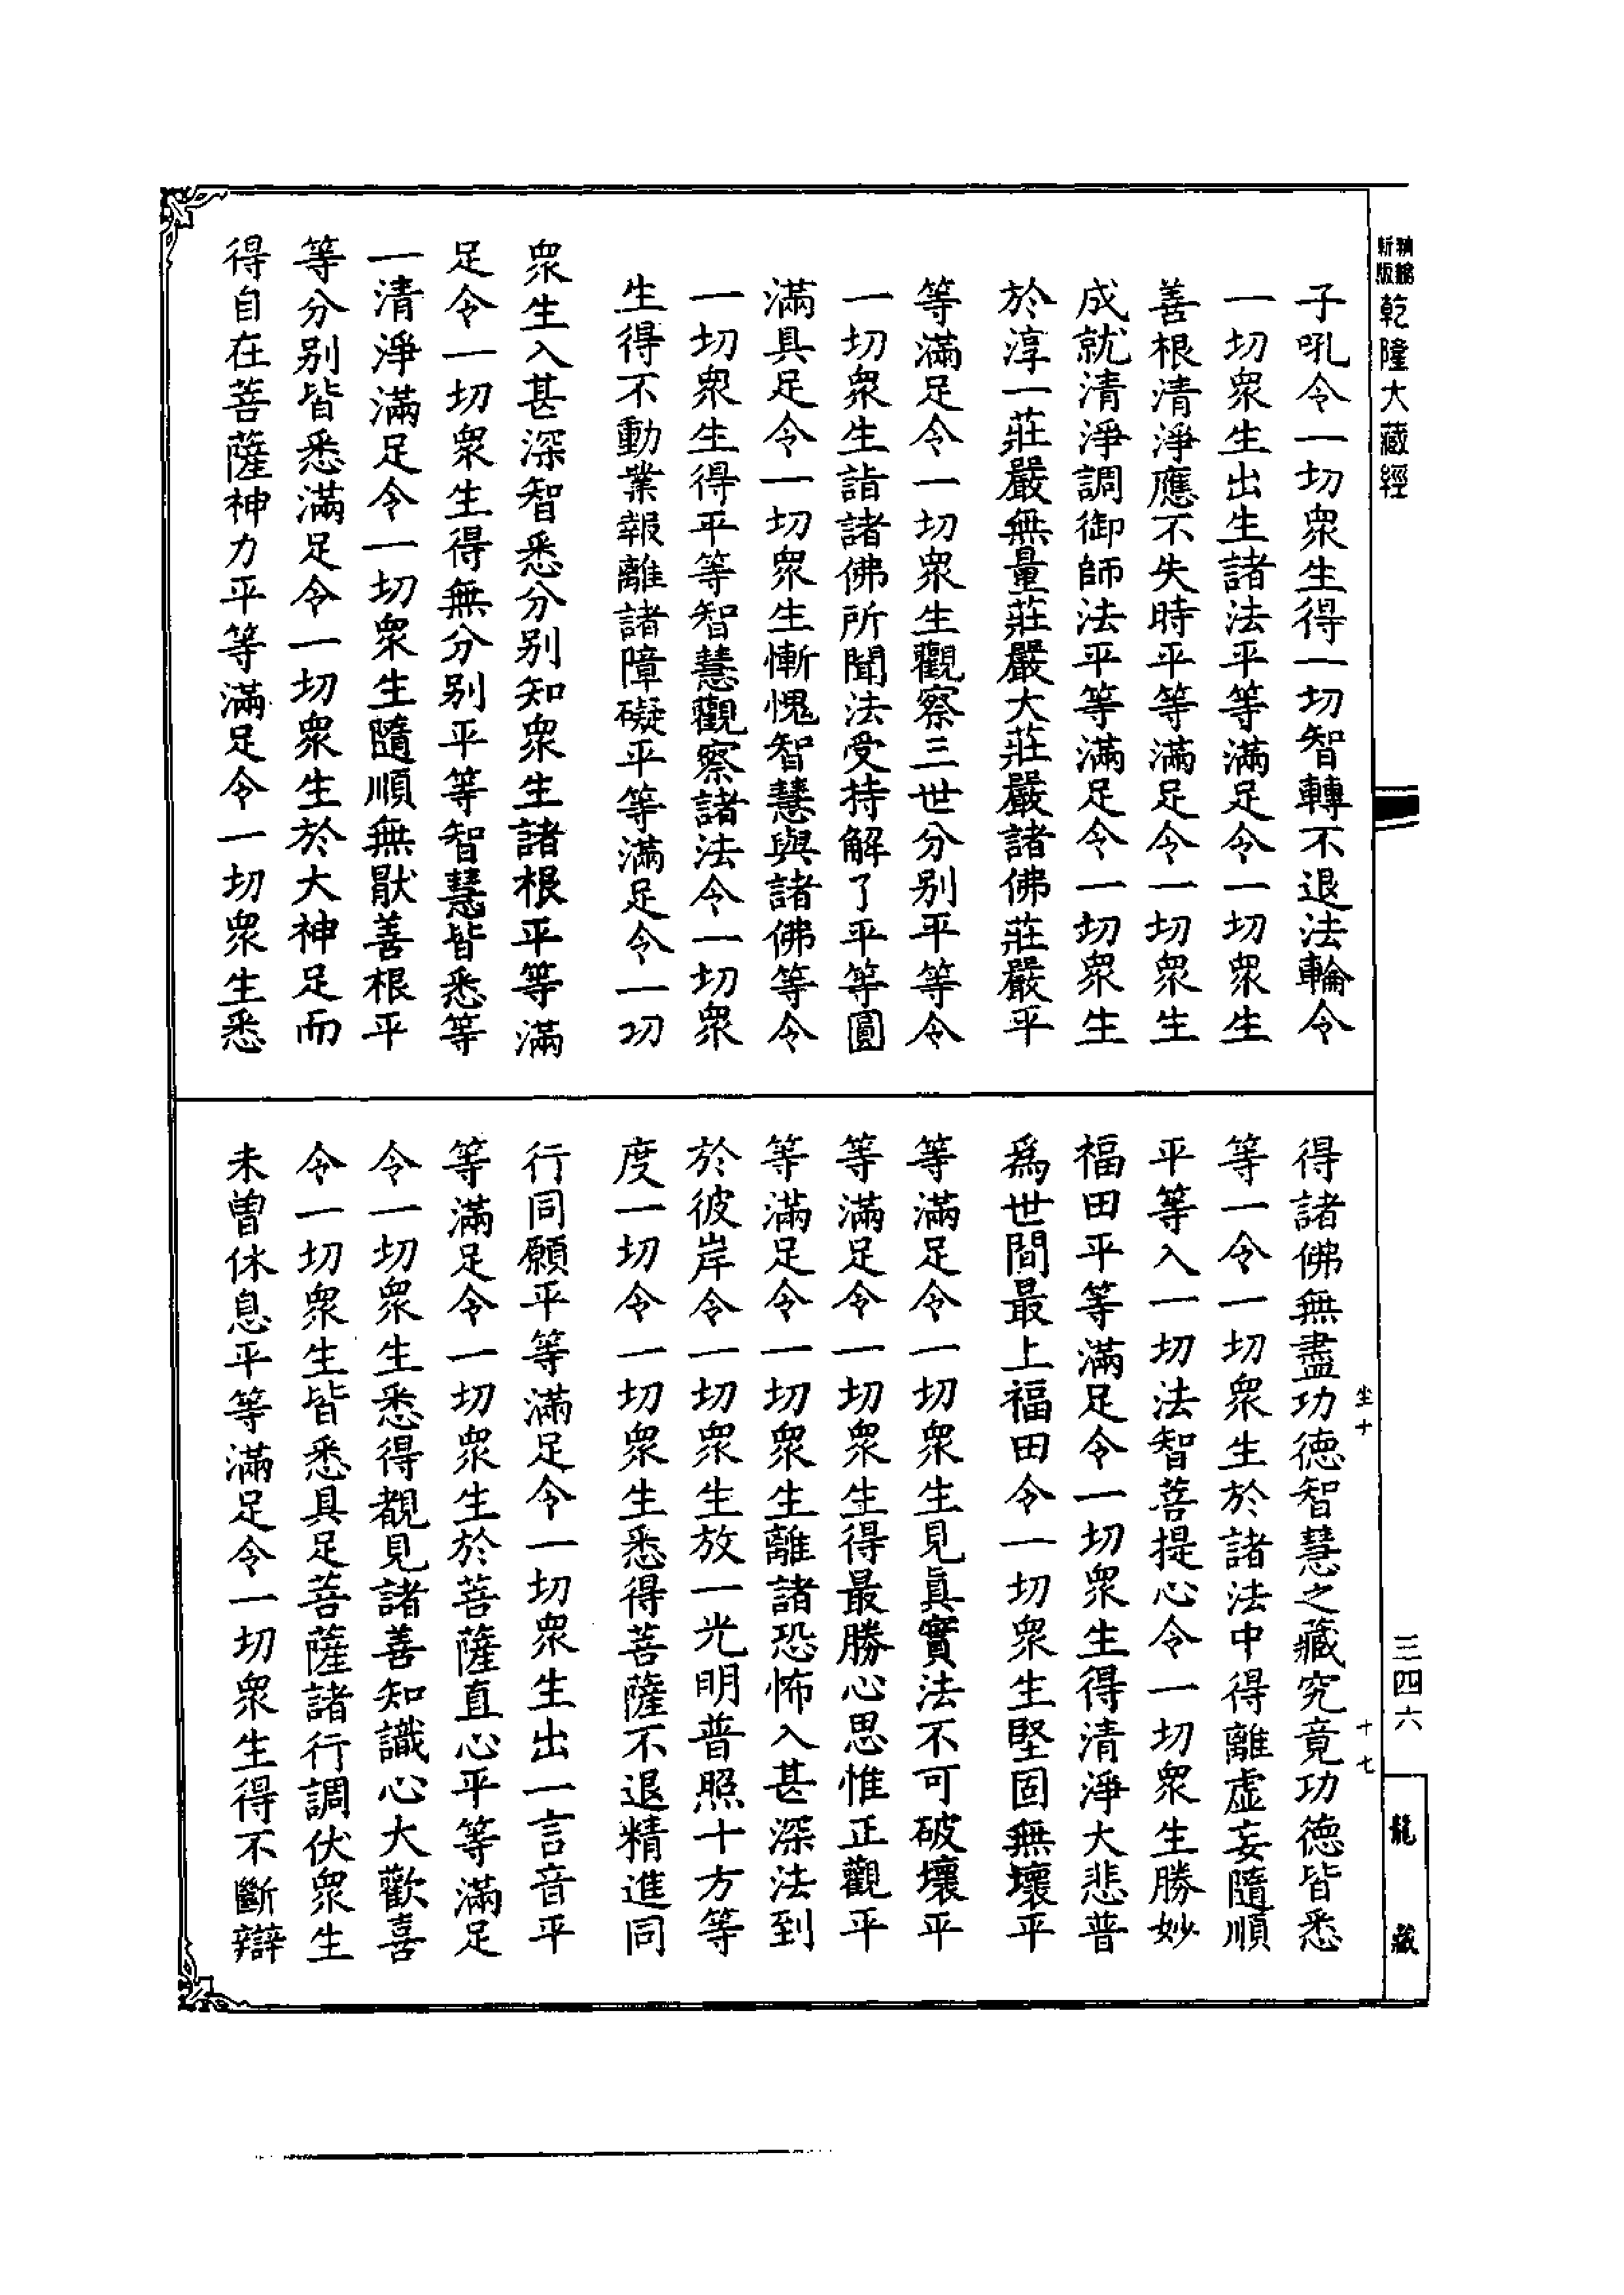 乾隆大藏經
子吼令一切衆生得一切智轉不退法輪令
一切衆生出生諸法平等滿足令一切衆生
善根清淨應不失時平等滿足令一切衆生
成就清淨調御師法平等滿足令一切衆生
於淳一莊嚴無量莊嚴大莊嚴諸佛莊嚴平
等滿足令一切衆生觀察三世分别平等令
一切衆生詣諸佛所聞法受持解了平等圓
滿具足令一切衆生慚愧智慧與諸佛等令
一切衆生得平等智慧觀察諸法令一切衆
生得不動業報離諸障礙平等滿足令一切
衆生入甚深智悉分别知衆生諸根平等滿
足令一切衆生得無分别平等智慧皆悉等
一清淨滿足令一切衆生隨順無厭善根平
等分别皆悉滿足令一切衆生於大神足而
得自在菩薩神力平等滿足令一切衆生悉
得諸佛無盡功德智慧之藏究竟功德皆悉
等一令一切衆生於諸法中得離虛妄隨順
平等入一切法智菩提心令一切衆生勝妙
福田平等滿足令一切衆生得清淨大悲普
爲世間最上福田令一切衆生堅固無壞平
等滿足令一切衆生見眞實法不可破壞平
等滿足令一切衆生得最勝心思惟正觀平
等滿足令一切衆生離諸恐怖入甚深法到
於彼岸令一切衆生放一光明普照十方等
度一切令一切衆生悉得菩薩不退精進同
行同願平等滿足令一切衆生出一言音平
等滿足令一切衆生於菩薩直心平等滿足
令一切衆生悉得覩見諸善知識心大歡喜
令一切衆生皆悉具足菩薩諸行調伏衆生
未曾休息平等滿足令一切衆生得不斷辯
坐十
十七
三四六
龍藏